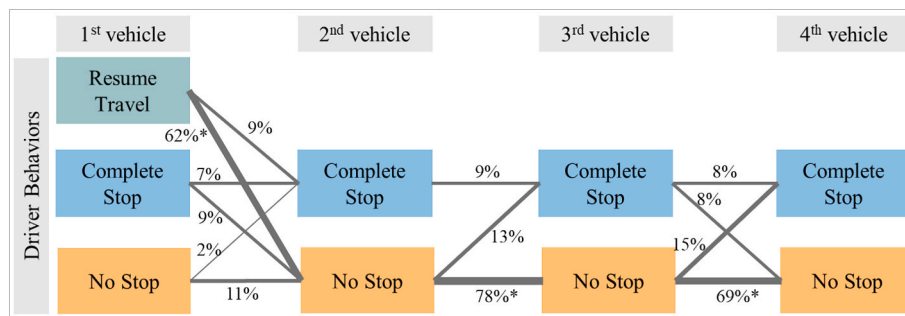 1st vehicle
2nd vehicle
3rd vehicle
4th vehicle
Driver Behaviors
Resume
Travel
62%*
9%
Complete
Stop
7%
9%
2%
No Stop
11%
Complete
Stop
9%
No Stop
13%
78%*
Complete
Stop
8%
8%
No Stop
15%
69%*
Complete
Stop
No Stop